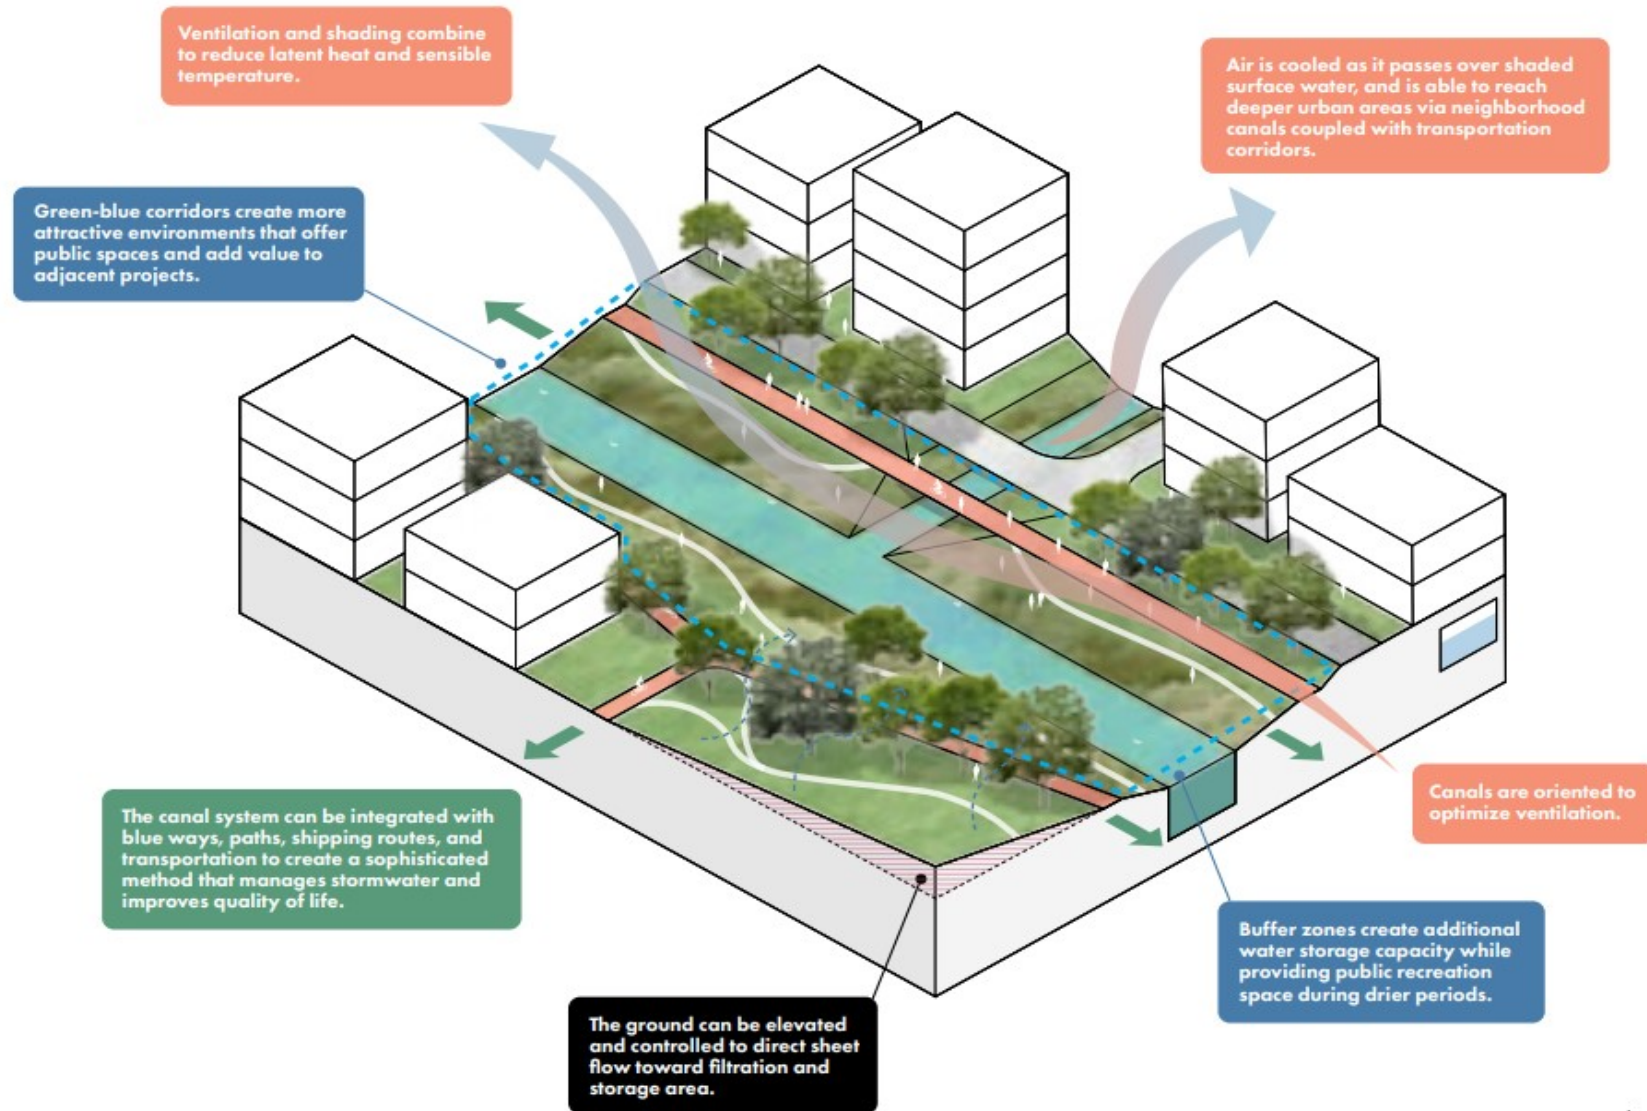 Ventilation and shading combine
to reduce latent heat and sensible
temperature.
Air is cooled as it passes over shaded
surface water, and is able to reach
deeper urban areas via neighborhood
canals coupled with transportation
corridors.
Green-blue corridors create more
attractive environments that offer
public spaces and add value to
adjacent projects.
The canal system can be integrated with
blue ways, paths, shipping routes, and
transportation to create a sophisticated
method that manages stormwater and
improves quality of life.
Canals are oriented to
optimize ventilation.
Buffer zones create additional
water storage capacity while
providing public recreation
space during drier periods.
The ground can be elevated
and controlled to direct sheet
flow toward filtration and
storage area.